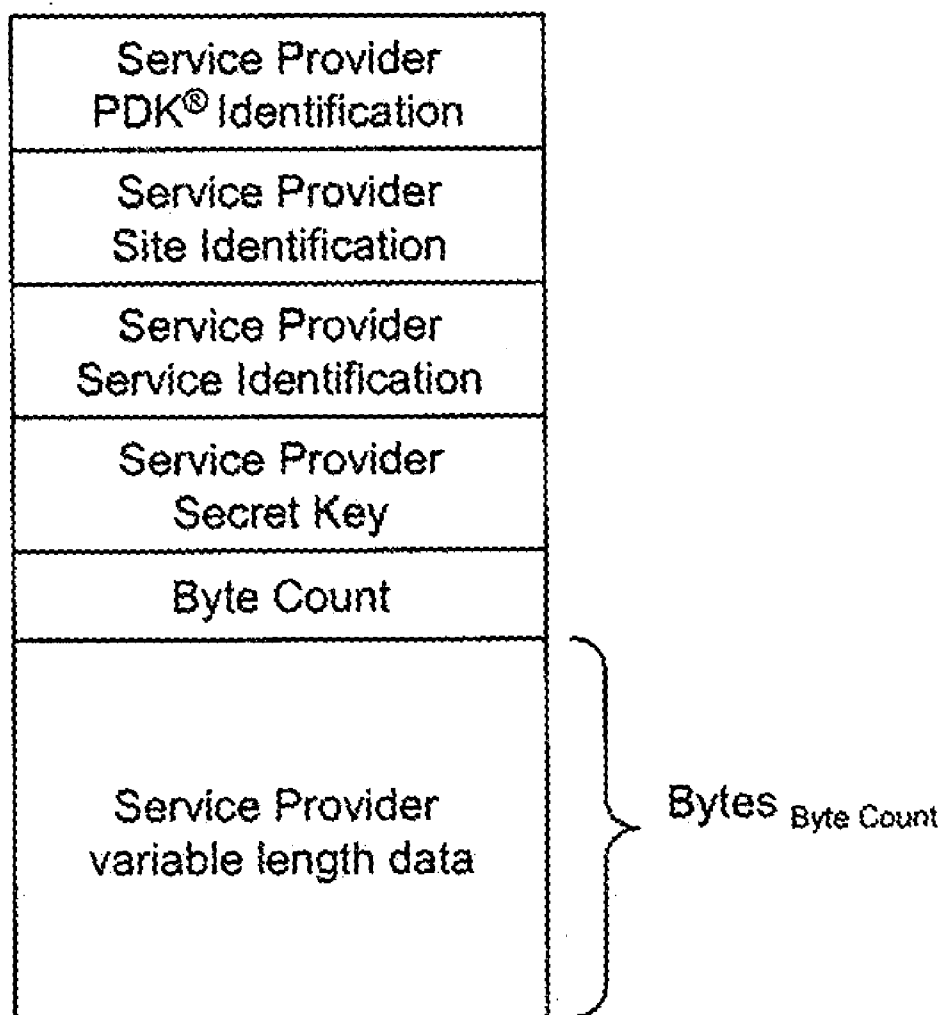 Service Provider
PDK® Identification
Service Provider
Site Identification
Service Provider
Service Identification
Service Provider
Secret Key
Byte Count
Service Provider
variable length data
Bytes Byte Count